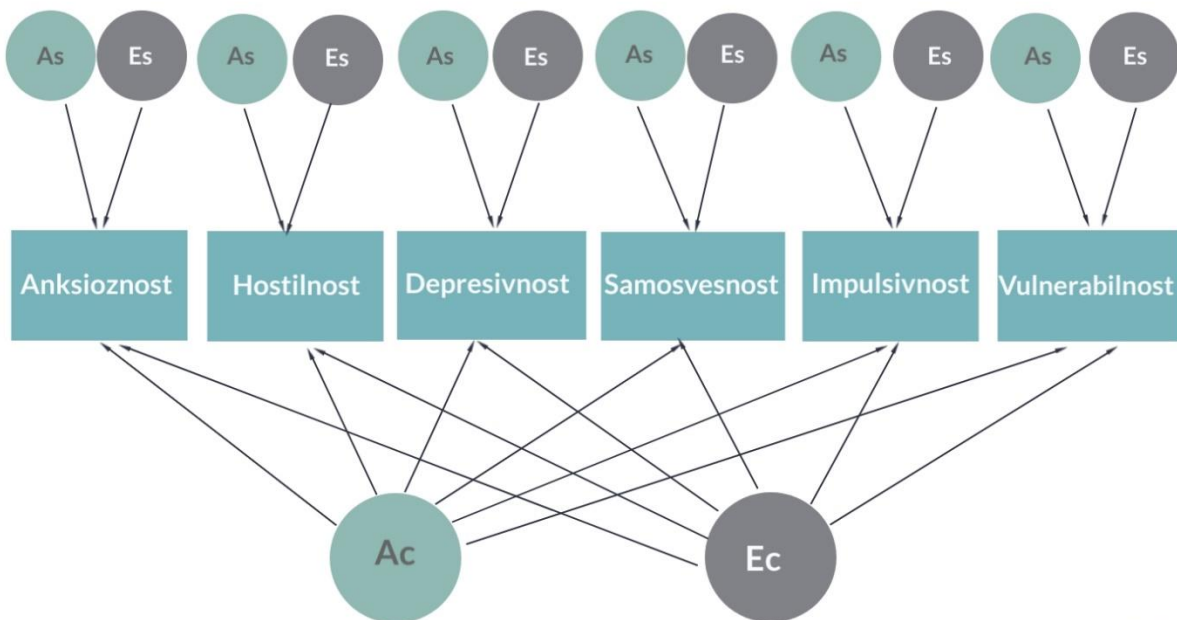 As Es As Es As Es As Es As Es As Es
Anksioznost Hostilnost Depresivnost Samosvesnost Impulsivnost Vulnerabilnost
Ac Ec